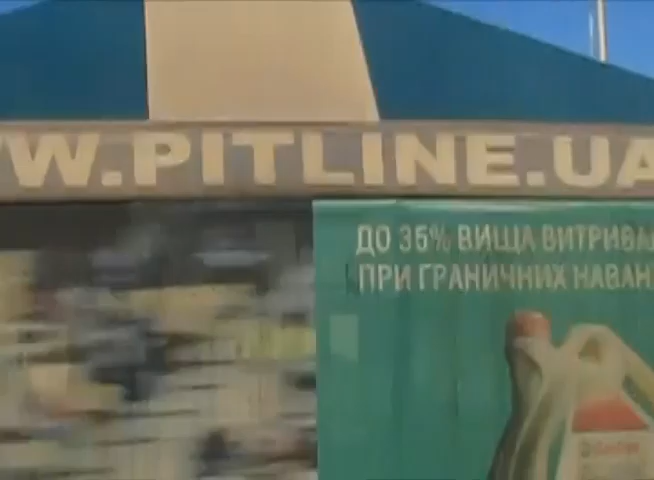 W.PITLINE.UA
ДО 35% ВИЩА ВИТРИВА
ПРИ ГРАНИЧНИХ НАВАН